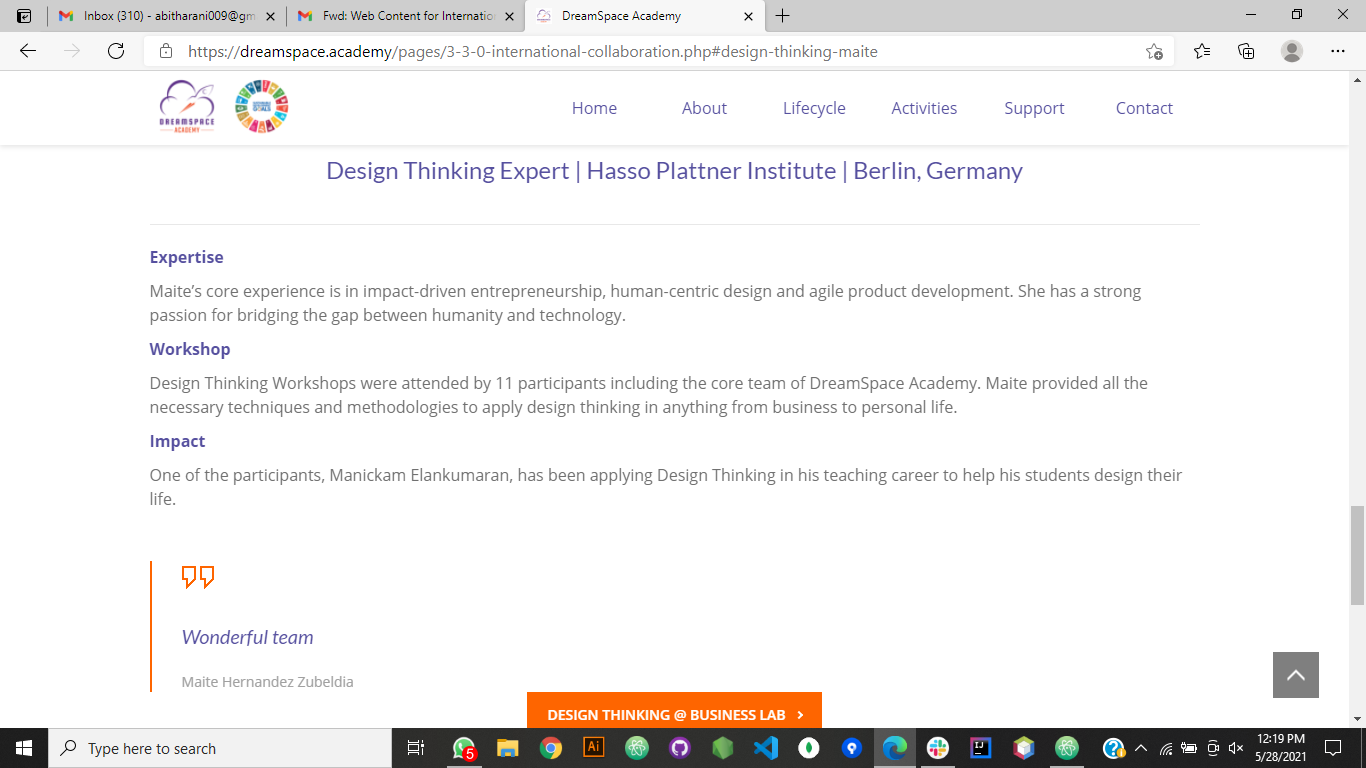 Inbox (310) - abitharani009@gm
Fwd: Web Content for Internatio
DreamSpace Academy
https://dreamspace.academy/pages/3-3-0-international-collaboration.php#design-thinking-maite
DREAMSPACE
ACADEMY
Home About Lifecycle Activities Support Contact
Design Thinking Expert | Hasso Plattner Institute | Berlin, Germany
Expertise
Maite’s core experience is in impact-driven entrepreneurship, human-centric design and agile product development. She has a strong
passion for bridging the gap between humanity and technology.
Workshop
Design Thinking Workshops were attended by 11 participants including the core team of DreamSpace Academy. Maite provided all the
necessary techniques and methodologies to apply design thinking in anything from business to personal life.
Impact
One of the participants, Manickam Elankumaran, has been applying Design Thinking in his teaching career to help his students design their
life.
Wonderful team
Maite Hernandez Zubeldia
DESIGN THINKING @ BUSINESS LAB
Type here to search
5
Ai
IJ
12:19 PM
5/28/2021